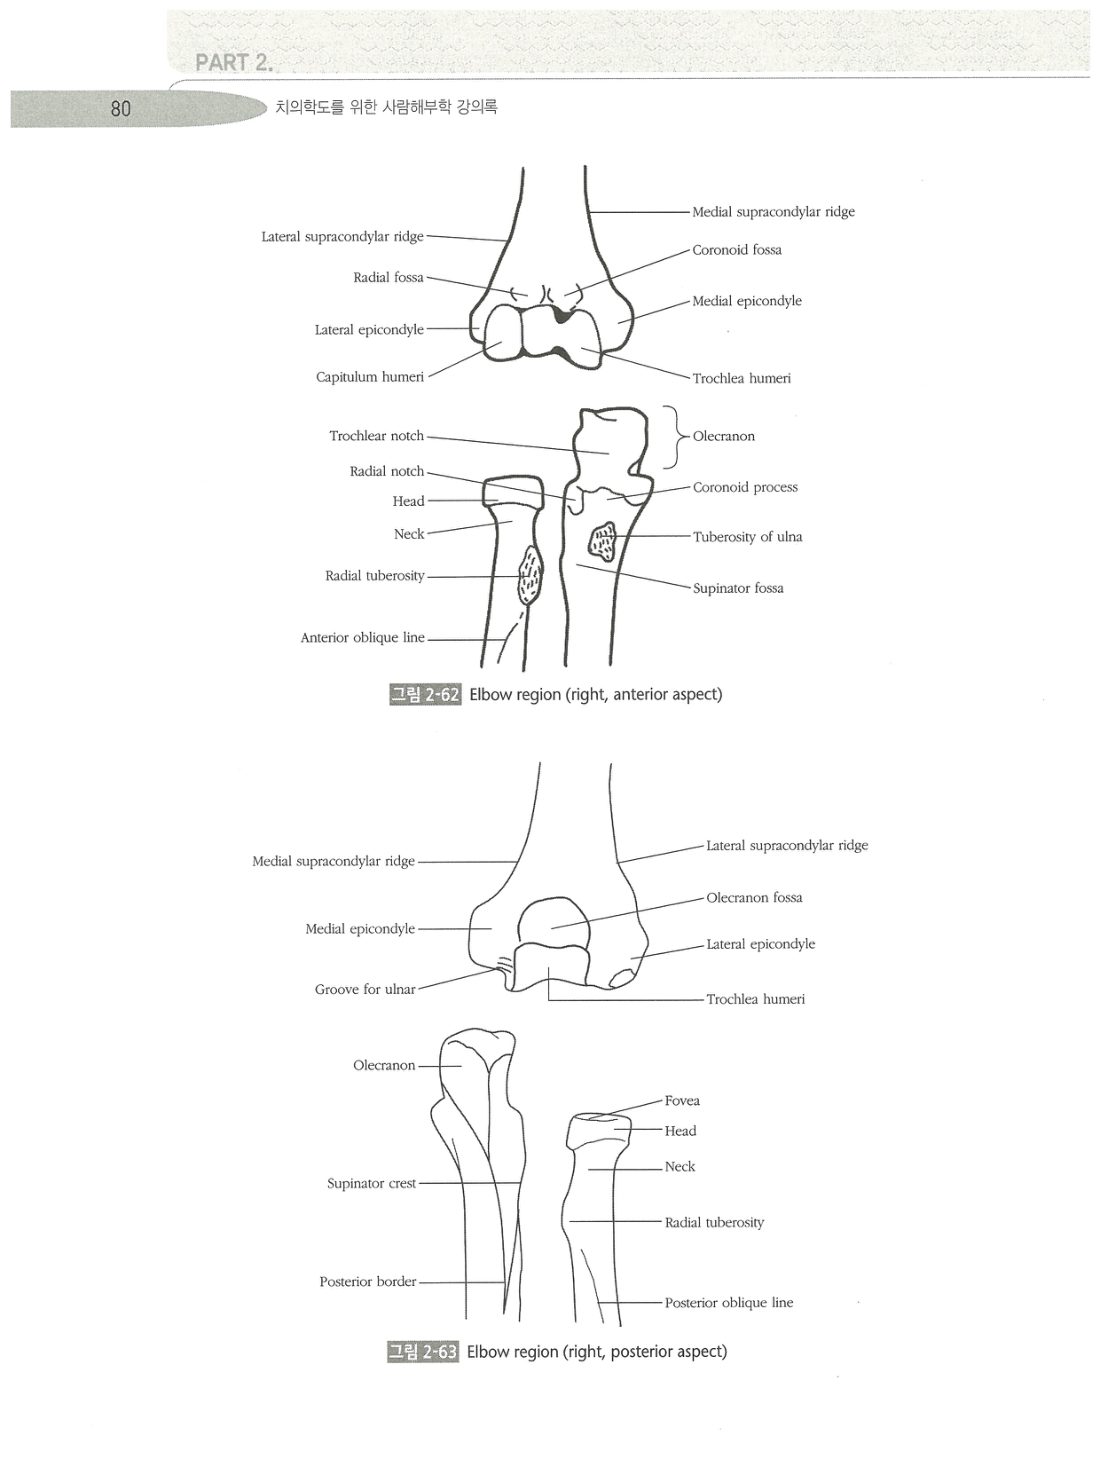 PART 2.
80
치의학도를 위한 사람해부학 강의록
Medial supracondylar ridge
Lateral supracondylar ridge
Coronoid fossa
Radial fossa
Medial epicondyle
Lateral epicondyle
Capitulum humeri
Trochlea humeri
Trochlear notch
Olecranon
Radial notch
Coronoid process
Head
Neck
Tuberosity of ulna
Radial tuberosity
Supinator fossa
Anterior oblique line
그림 2-62 Elbow region (right, anterior aspect)
Lateral supracondylar ridge
Medial supracondylar ridge
Olecranon fossa
Medial epicondyle
Lateral epicondyle
Groove for ulnar
Trochlea humeri
Olecranon
Fovea
Head
Neck
Supinator crest
Radial tuberosity
Posterior border
Posterior oblique line
그림 2-63 Elbow region (right, posterior aspect)